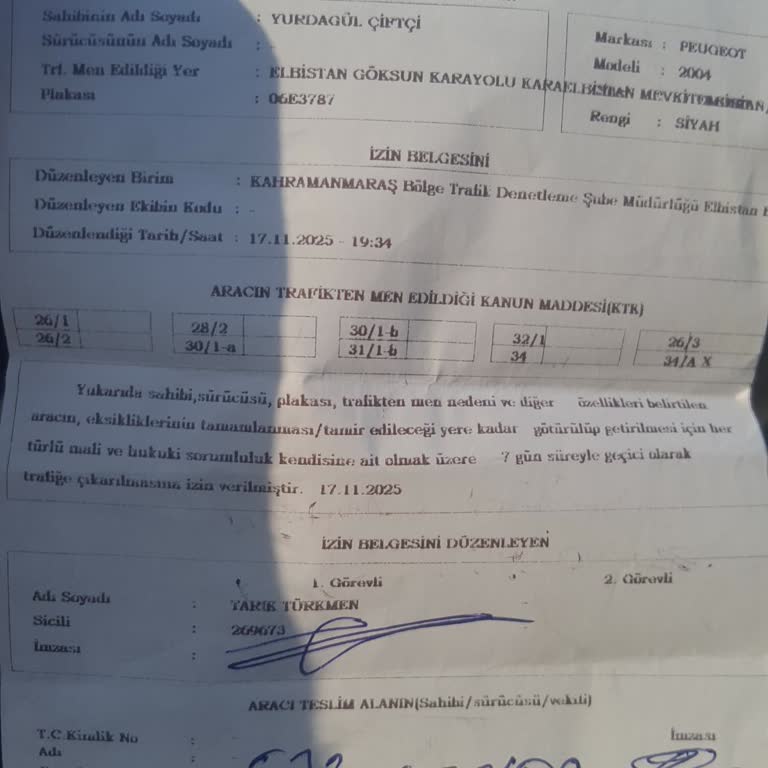 Sahibinin Adı Soyadı : YURDAGÜL ÇİFTÇİ
Sürücüsünün Adı Soyadı : -
Trf. Men Edildiği Yer : ELBİSTAN GÖKSUN KARAYOLU KARAELBİSTAN MEVKİ
Plakası : 06E3787
Markası : PEUGEOT
Modeli : 2004
Rengi : SİYAH
İZİN BELGESİNİ
Düzenleyen Birim : KAHRAMANMARAŞ Bölge Trafik Denetleme Şube Müdürlüğü Elbistan
Düzenleyen Ekibin Kodu : -
Düzenlendiği Tarih/Saat : 17.11.2025 - 19:34
ARACIN TRAFİKTEN MEN EDİLDİĞİ KANUN MADDESİ(KTK)
26/1 28/2 30/1-b 32/1 26/3
26/2 30/1-a 31/1-b 34 34/A X
Yukarıda sahibi,sürücüsü, plakası, trafikten men nedeni ve diğer özellikleri belirtilen
aracın, eksikliklerinin tamamlanması/tamir edileceği yere kadar götürülüp getirilmesi için her
türlü mali ve hukuki sorumluluk kendisine ait olmak üzere 7 gün süreyle geçici olarak
trafiğe çıkarılmasına izin verilmiştir. 17.11.2025
İZİN BELGESİNİ DÜZENLEYEN
1. Görevli 2. Görevli
Adı Soyadı : TARIK TÜRKMEN
Sicili : 269673
İmzası :
ARACI TESLİM ALANIN(Sahibi/sürücüsü/vekili)
T.C.Kimlik No : İmzası
Adı :